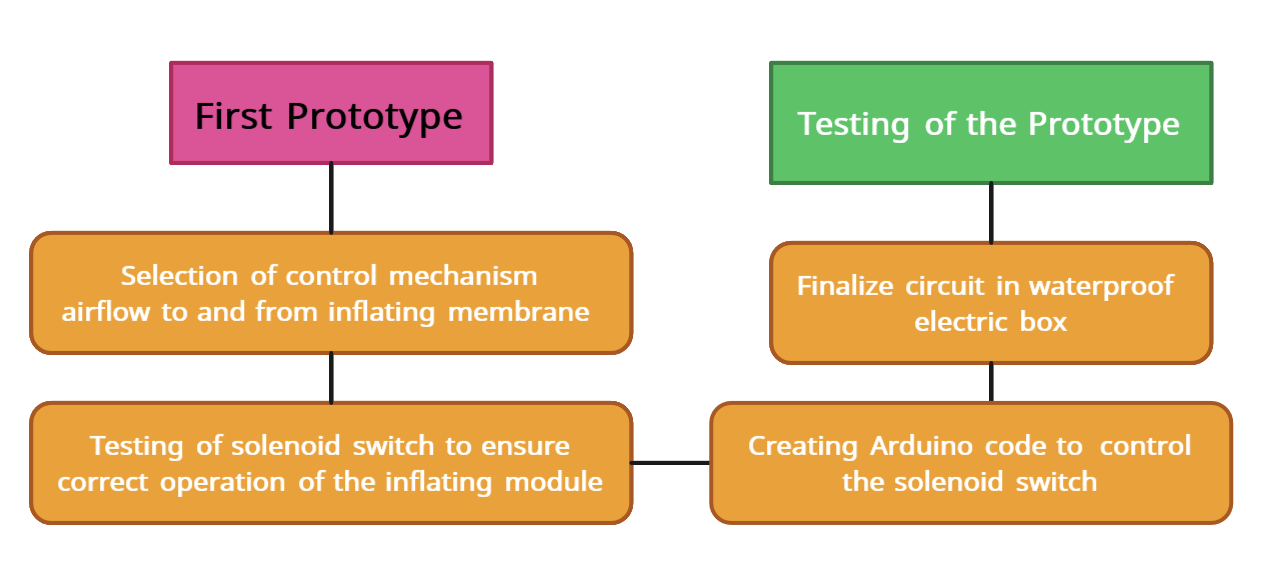 First Prototype
Testing of the Prototype
Selection of control mechanism
airflow to and from inflating membrane
Finalize circuit in waterproof
electric box
Testing of solenoid switch to ensure
correct operation of the inflating module
Creating Arduino code to control
the solenoid switch